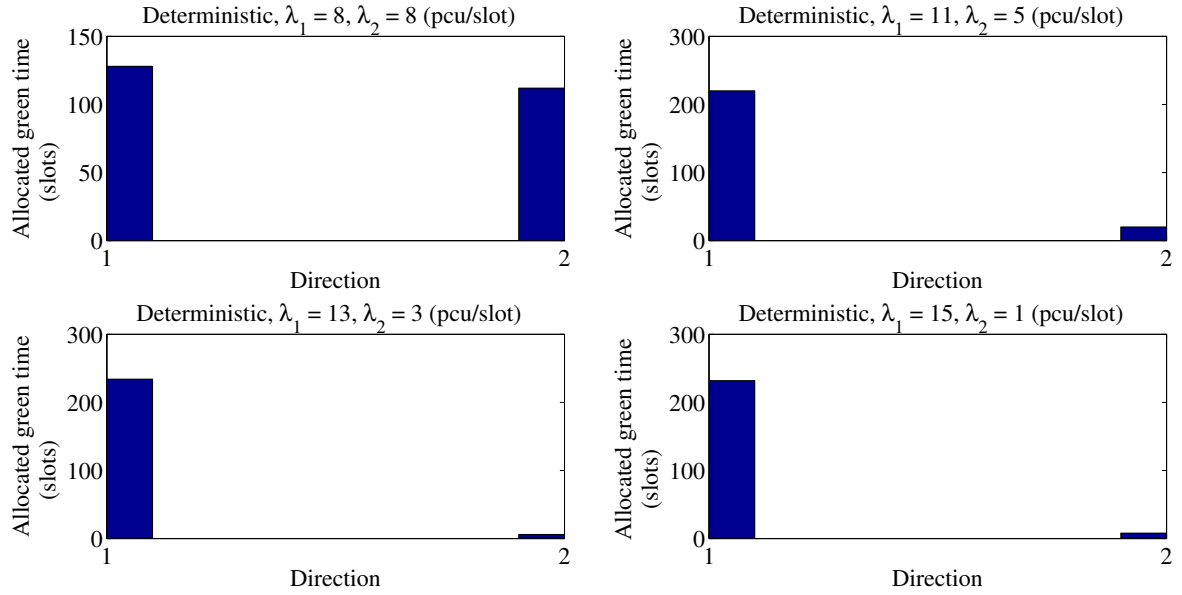 Deterministic, λ1 = 8, λ2 = 8 (pcu/slot)
Allocated green time
(slots)
150
100
50
0
1
2
Direction
Deterministic, λ1 = 11, λ2 = 5 (pcu/slot)
Allocated green time
(slots)
300
200
100
0
1
2
Direction
Deterministic, λ1 = 13, λ2 = 3 (pcu/slot)
Allocated green time
(slots)
300
200
100
0
1
2
Direction
Deterministic, λ1 = 15, λ2 = 1 (pcu/slot)
Allocated green time
(slots)
300
200
100
0
1
2
Direction